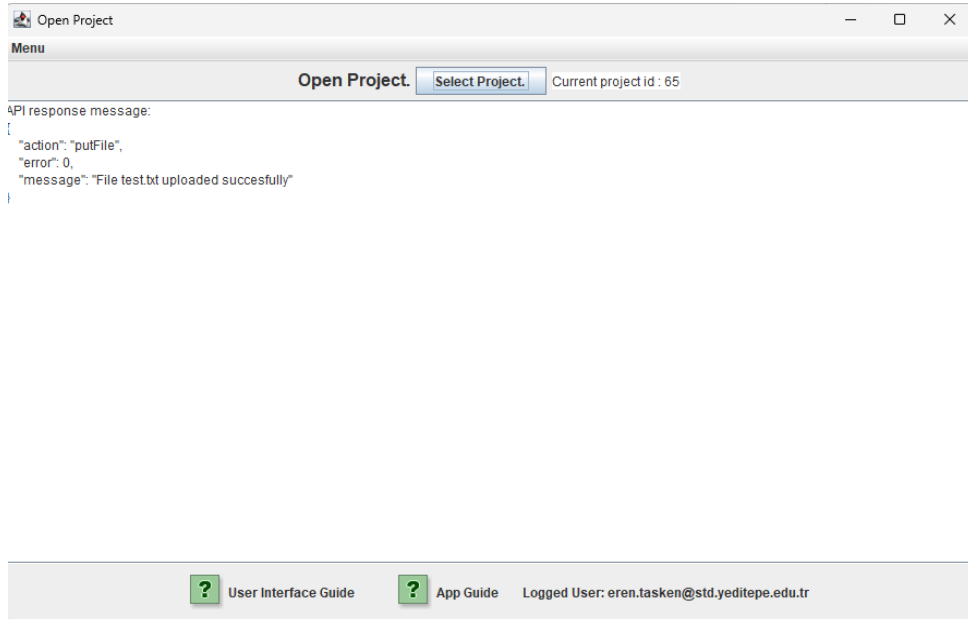 Open Project
Menu
Open Project. Select Project. Current project id : 65
API response message:
{
"action": "putFile",
"error": 0,
"message": "File test.txt uploaded succesfully"
}
? User Interface Guide ? App Guide Logged User: eren.tasken@std.yeditepe.edu.tr